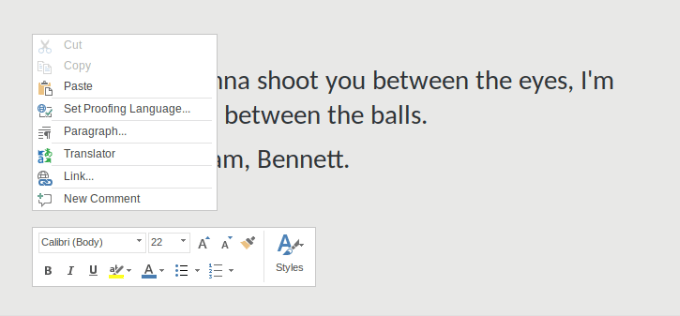 Cut
Copy
Paste
Set Proofing Language...
Paragraph...
Translator
Link...
New Comment
nna shoot you between the eyes, I'm
between the balls.
am, Bennett.
Calibri (Body) 22 A A
Styles
B I U ab A